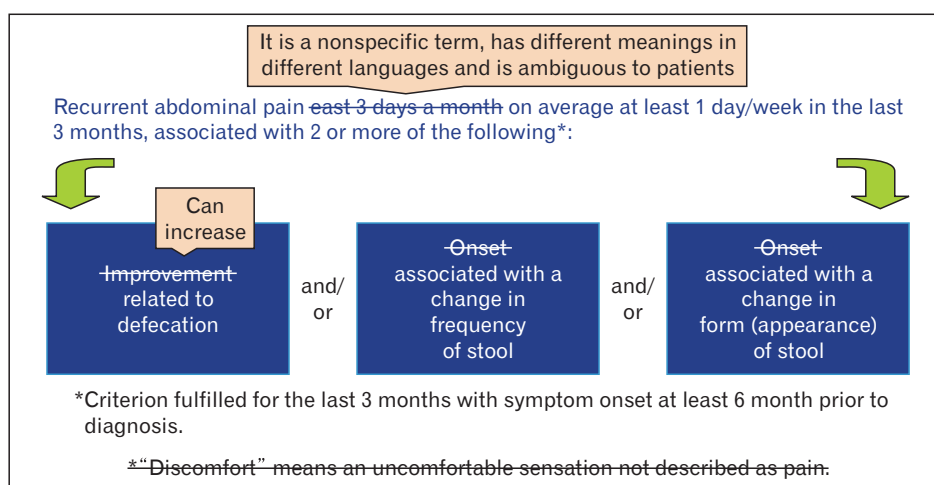 It is a nonspecific term, has different meanings in
different languages and is ambiguous to patients
Recurrent abdominal pain east 3 days a month on average at least 1 day/week in the last
3 months, associated with 2 or more of the following*:
Can
increase
Improvement
related to
defecation
and/
or
Onset
associated with a
change in
frequency
of stool
and/
or
Onset
associated with a
change in
form (appearance)
of stool
*Criterion fulfilled for the last 3 months with symptom onset at least 6 month prior to
diagnosis.
*“Discomfort” means an uncomfortable sensation not described as pain.